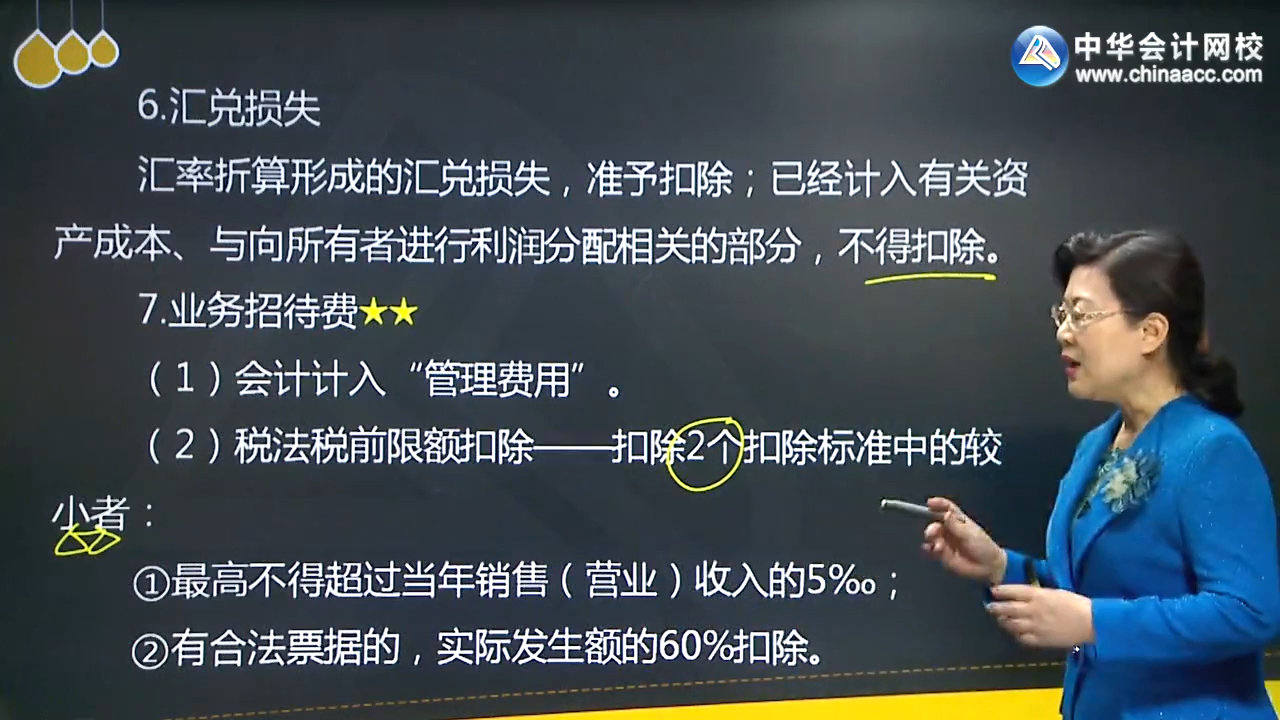 中华会计网校
www.chinaacc.com
6.汇兑损失
汇率折算形成的汇兑损失，准予扣除；已经计入有关资
产成本、与向所有者进行利润分配相关的部分，不得扣除。
7.业务招待费★★
（1）会计计入“管理费用”。
（2）税法税前限额扣除——扣除2个扣除标准中的较
小者：
①最高不得超过当年销售（营业）收入的5‰；
②有合法票据的，实际发生额的60%扣除。